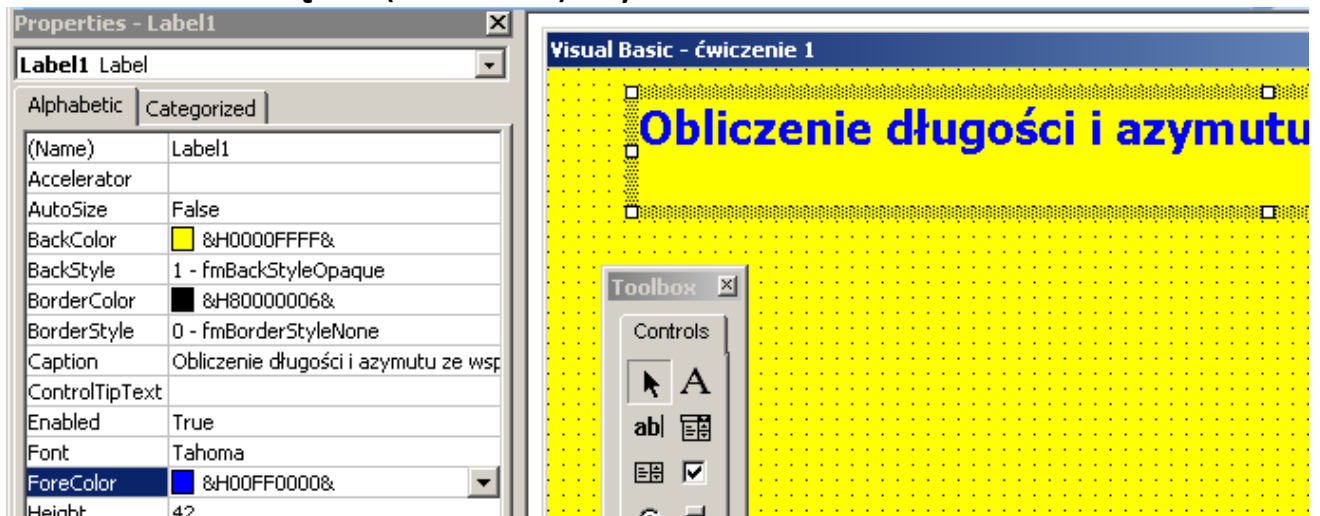 Properties - Label1
Label1 Label
Alphabetic Categorized
(Name) Label1
Accelerator
AutoSize False
BackColor &H0000FFFF&
BackStyle 1 - fmBackStyleOpaque
BorderColor &H80000006&
BorderStyle 0 - fmBorderStyleNone
Caption Obliczenie długości i azymutu ze wsp
ControlTipText
Enabled True
Font Tahoma
ForeColor &H00FF0000&
Height 42
Visual Basic - ćwiczenie 1
Obliczenie długości i azymutu
Toolbox
Controls
A
ab|